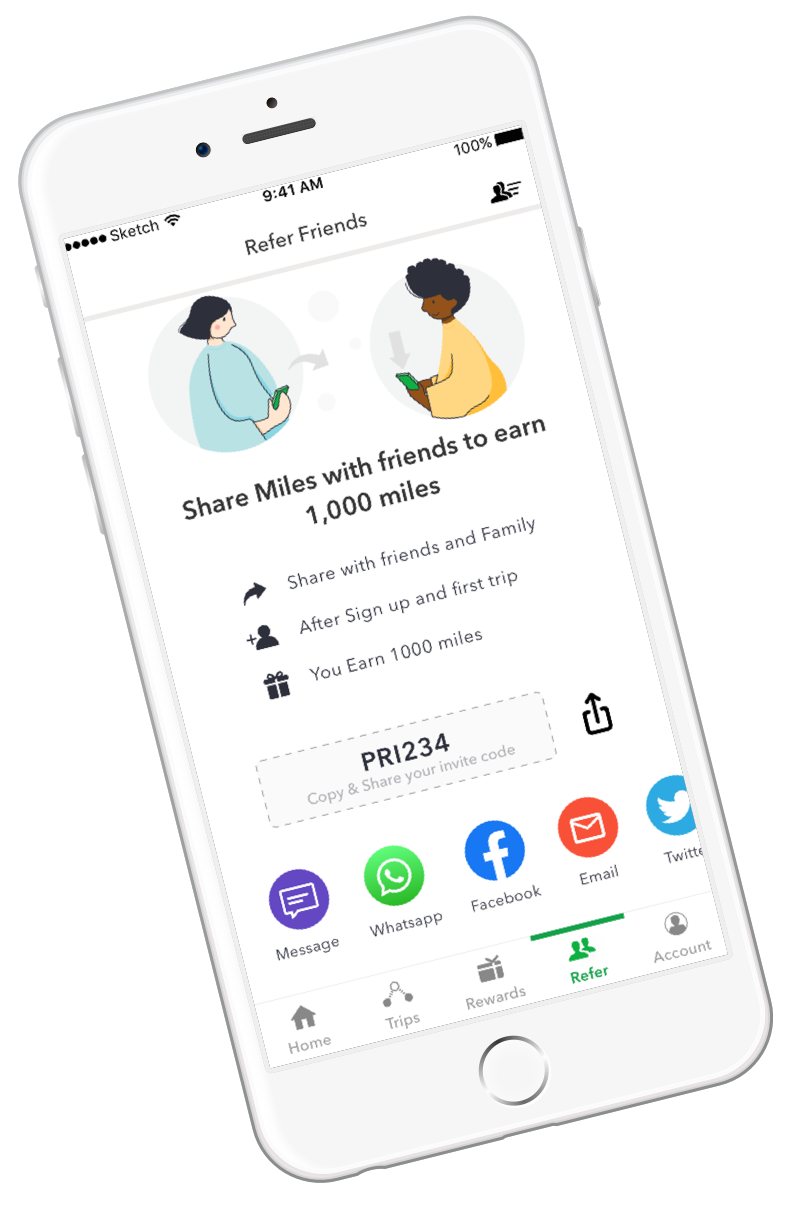 Sketch 9:41 AM 100%
Refer Friends
Share Miles with friends to earn
1,000 miles
Share with friends and Family
After Sign up and first trip
You Earn 1000 miles
PRI234
Copy & Share your invite code
Message Whatsapp Facebook Email Twitte
Home Trips Rewards Refer Account